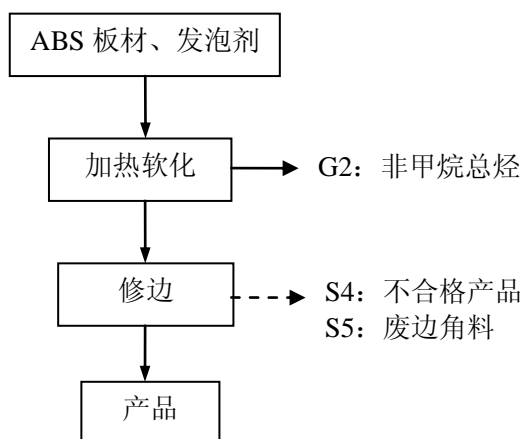 ABS 板材、发泡剂
加热软化
G2：非甲烷总烃
修边
S4：不合格产品
S5：废边角料
产品